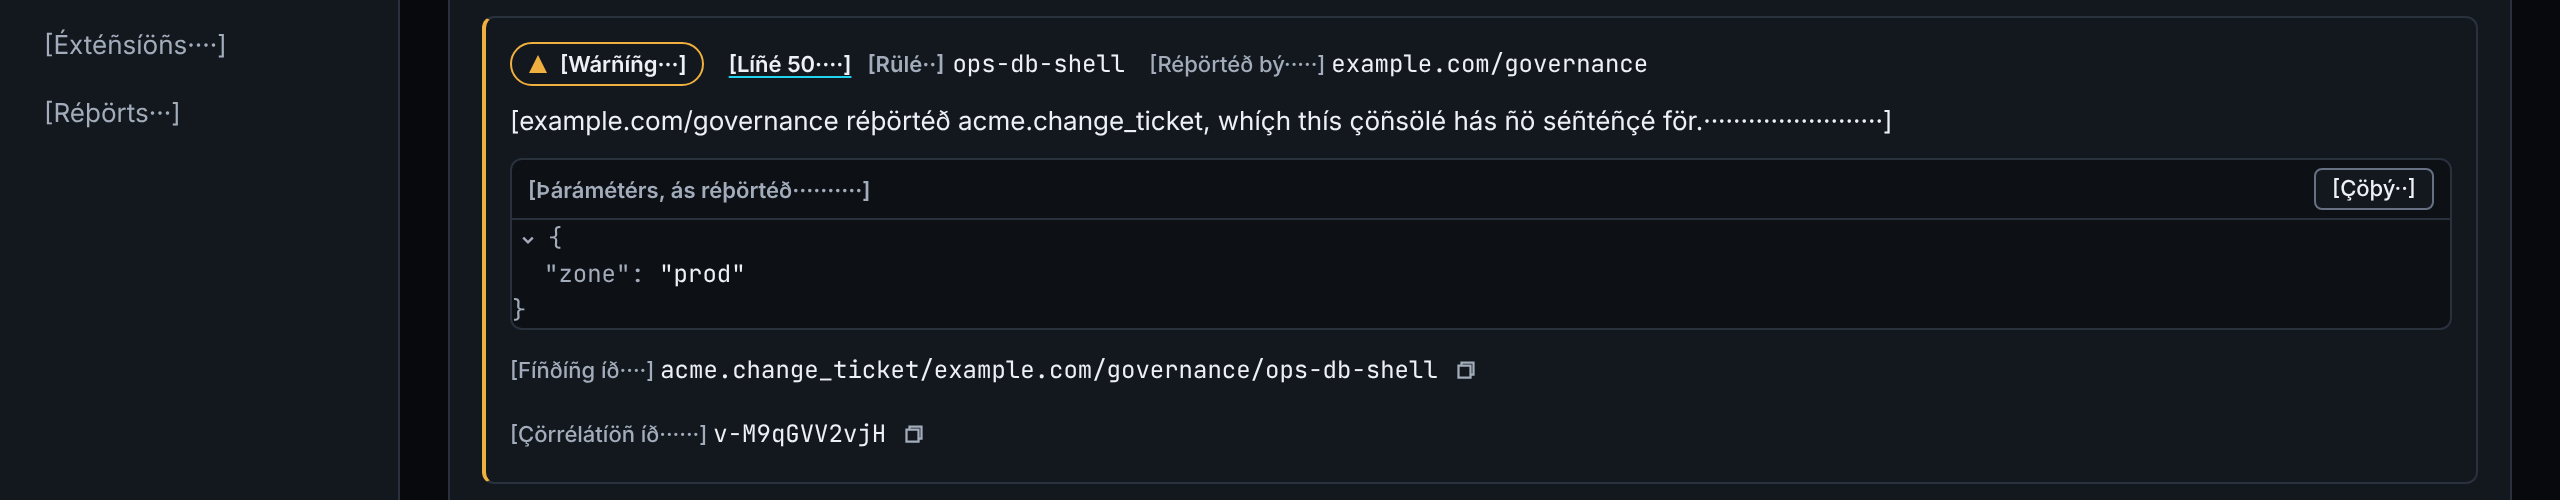 [Éxtéñsíöñs····]
[Réþörts···]
[Wárñíñg···] [Líñé 50····] [Rülé··] ops-db-shell [Réþörtéð bý·····] example.com/governance
[example.com/governance réþörtéð acme.change_ticket, whíçh thís çöñsölé hás ñö séñtéñçé för.························]
[Þárámétérs, ás réþörtéð··········] [Çöþý··]
{
"zone": "prod"
}
[Fíñðíñg íð····] acme.change_ticket/example.com/governance/ops-db-shell
[Çörrélátíöñ íð······] v-M9qGVV2vjH